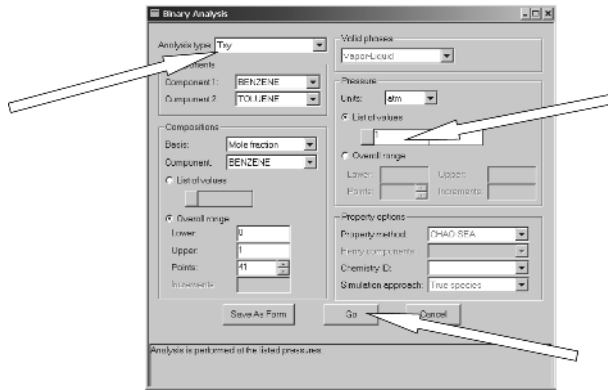 Binary Analysis
Analysis type: Txy
Components
Component 1: BENZENE
Component 2: TOLUENE
Compositions
Basis: Mole fraction
Component: BENZENE
List of values
Overall range
Lower: 0
Upper: 1
Points: 41
Increments
Valid phases
Vapor-Liquid
Pressure
Units: atm
List of values
1
Overall range
Lower: Upper:
Points: Increments
Property options
Property method: CHAO-SEA
Henry components
Chemistry ID:
Simulation approach: True species
Save As Form Go Cancel
Analysis is performed at the listed pressures